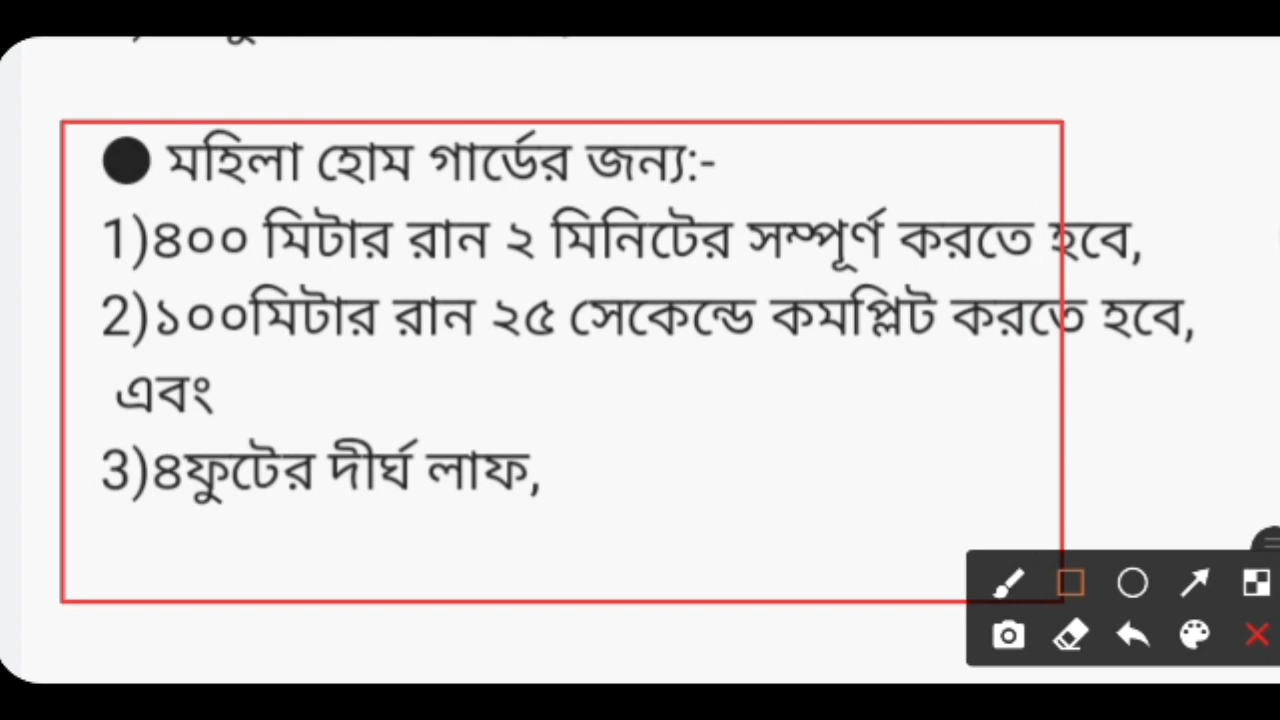 ● মহিলা হোম গার্ডের জন্য:-
1)৪০০ মিটার রান ২ মিনিটের সম্পূর্ণ করতে হবে,
2)১০০মিটার রান ২৫ সেকেন্ডে কমপ্লিট করতে হবে,
এবং
3)৪ফুটের দীর্ঘ লাফ,